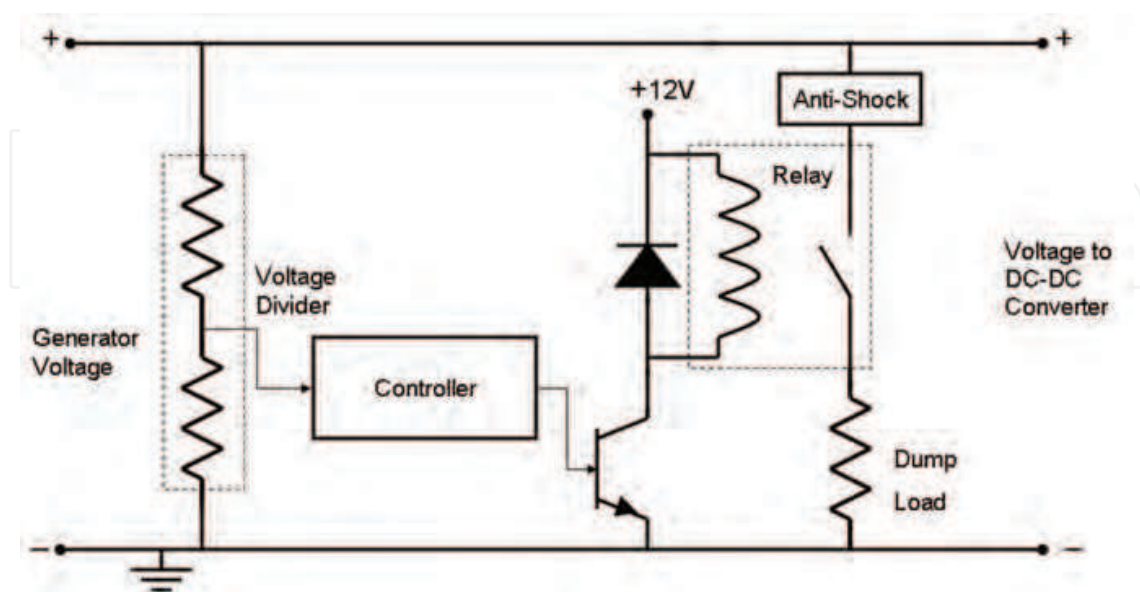 +
+
+12V
Anti-Shock
Relay
Voltage
Divider
Voltage to
DC-DC
Converter
Generator
Voltage
Controller
Dump
Load
−
−